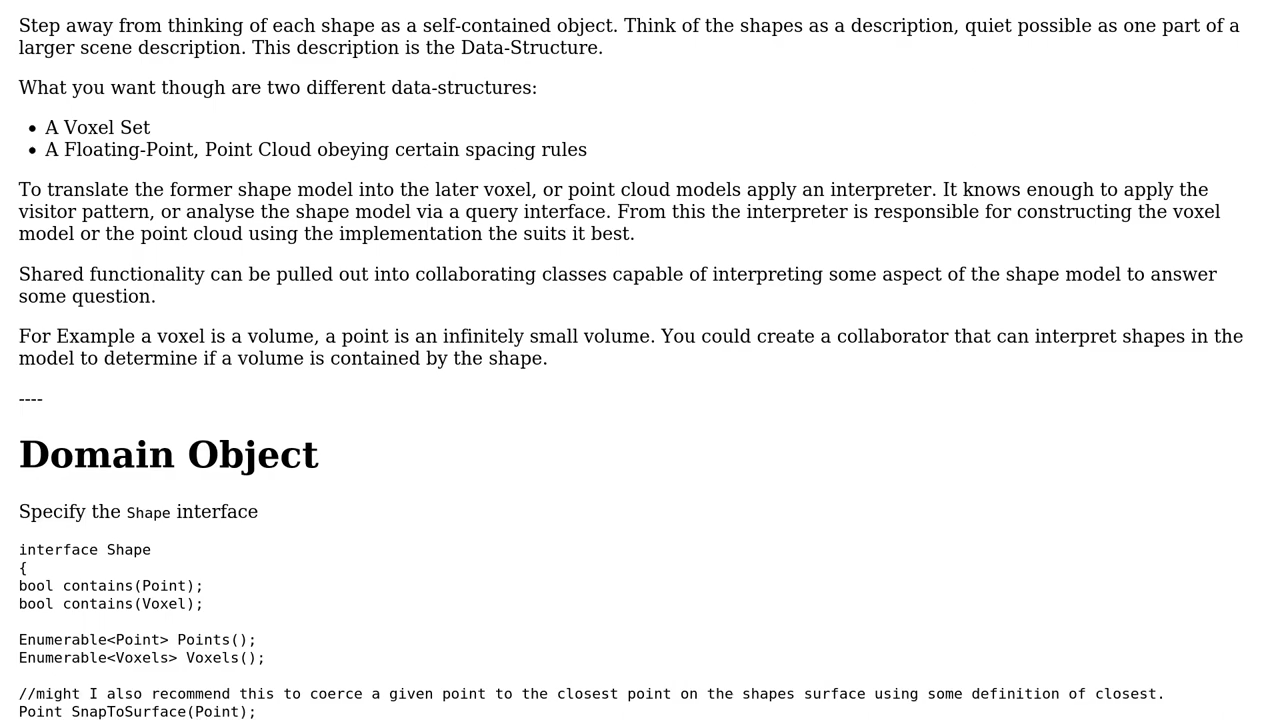 Step away from thinking of each shape as a self-contained object. Think of the shapes as a description, quiet possible as one part of a
larger scene description. This description is the Data-Structure.
What you want though are two different data-structures:
• A Voxel Set
• A Floating-Point, Point Cloud obeying certain spacing rules
To translate the former shape model into the later voxel, or point cloud models apply an interpreter. It knows enough to apply the
visitor pattern, or analyse the shape model via a query interface. From this the interpreter is responsible for constructing the voxel
model or the point cloud using the implementation the suits it best.
Shared functionality can be pulled out into collaborating classes capable of interpreting some aspect of the shape model to answer
some question.
For Example a voxel is a volume, a point is an infinitely small volume. You could create a collaborator that can interpret shapes in the
model to determine if a volume is contained by the shape.
----
Domain Object
Specify the Shape interface
interface Shape
{
bool contains(Point);
bool contains(Voxel);
Enumerable<Point> Points();
Enumerable<Voxels> Voxels();
//might I also recommend this to coerce a given point to the closest point on the shapes surface using some definition of closest.
Point SnapToSurface(Point);